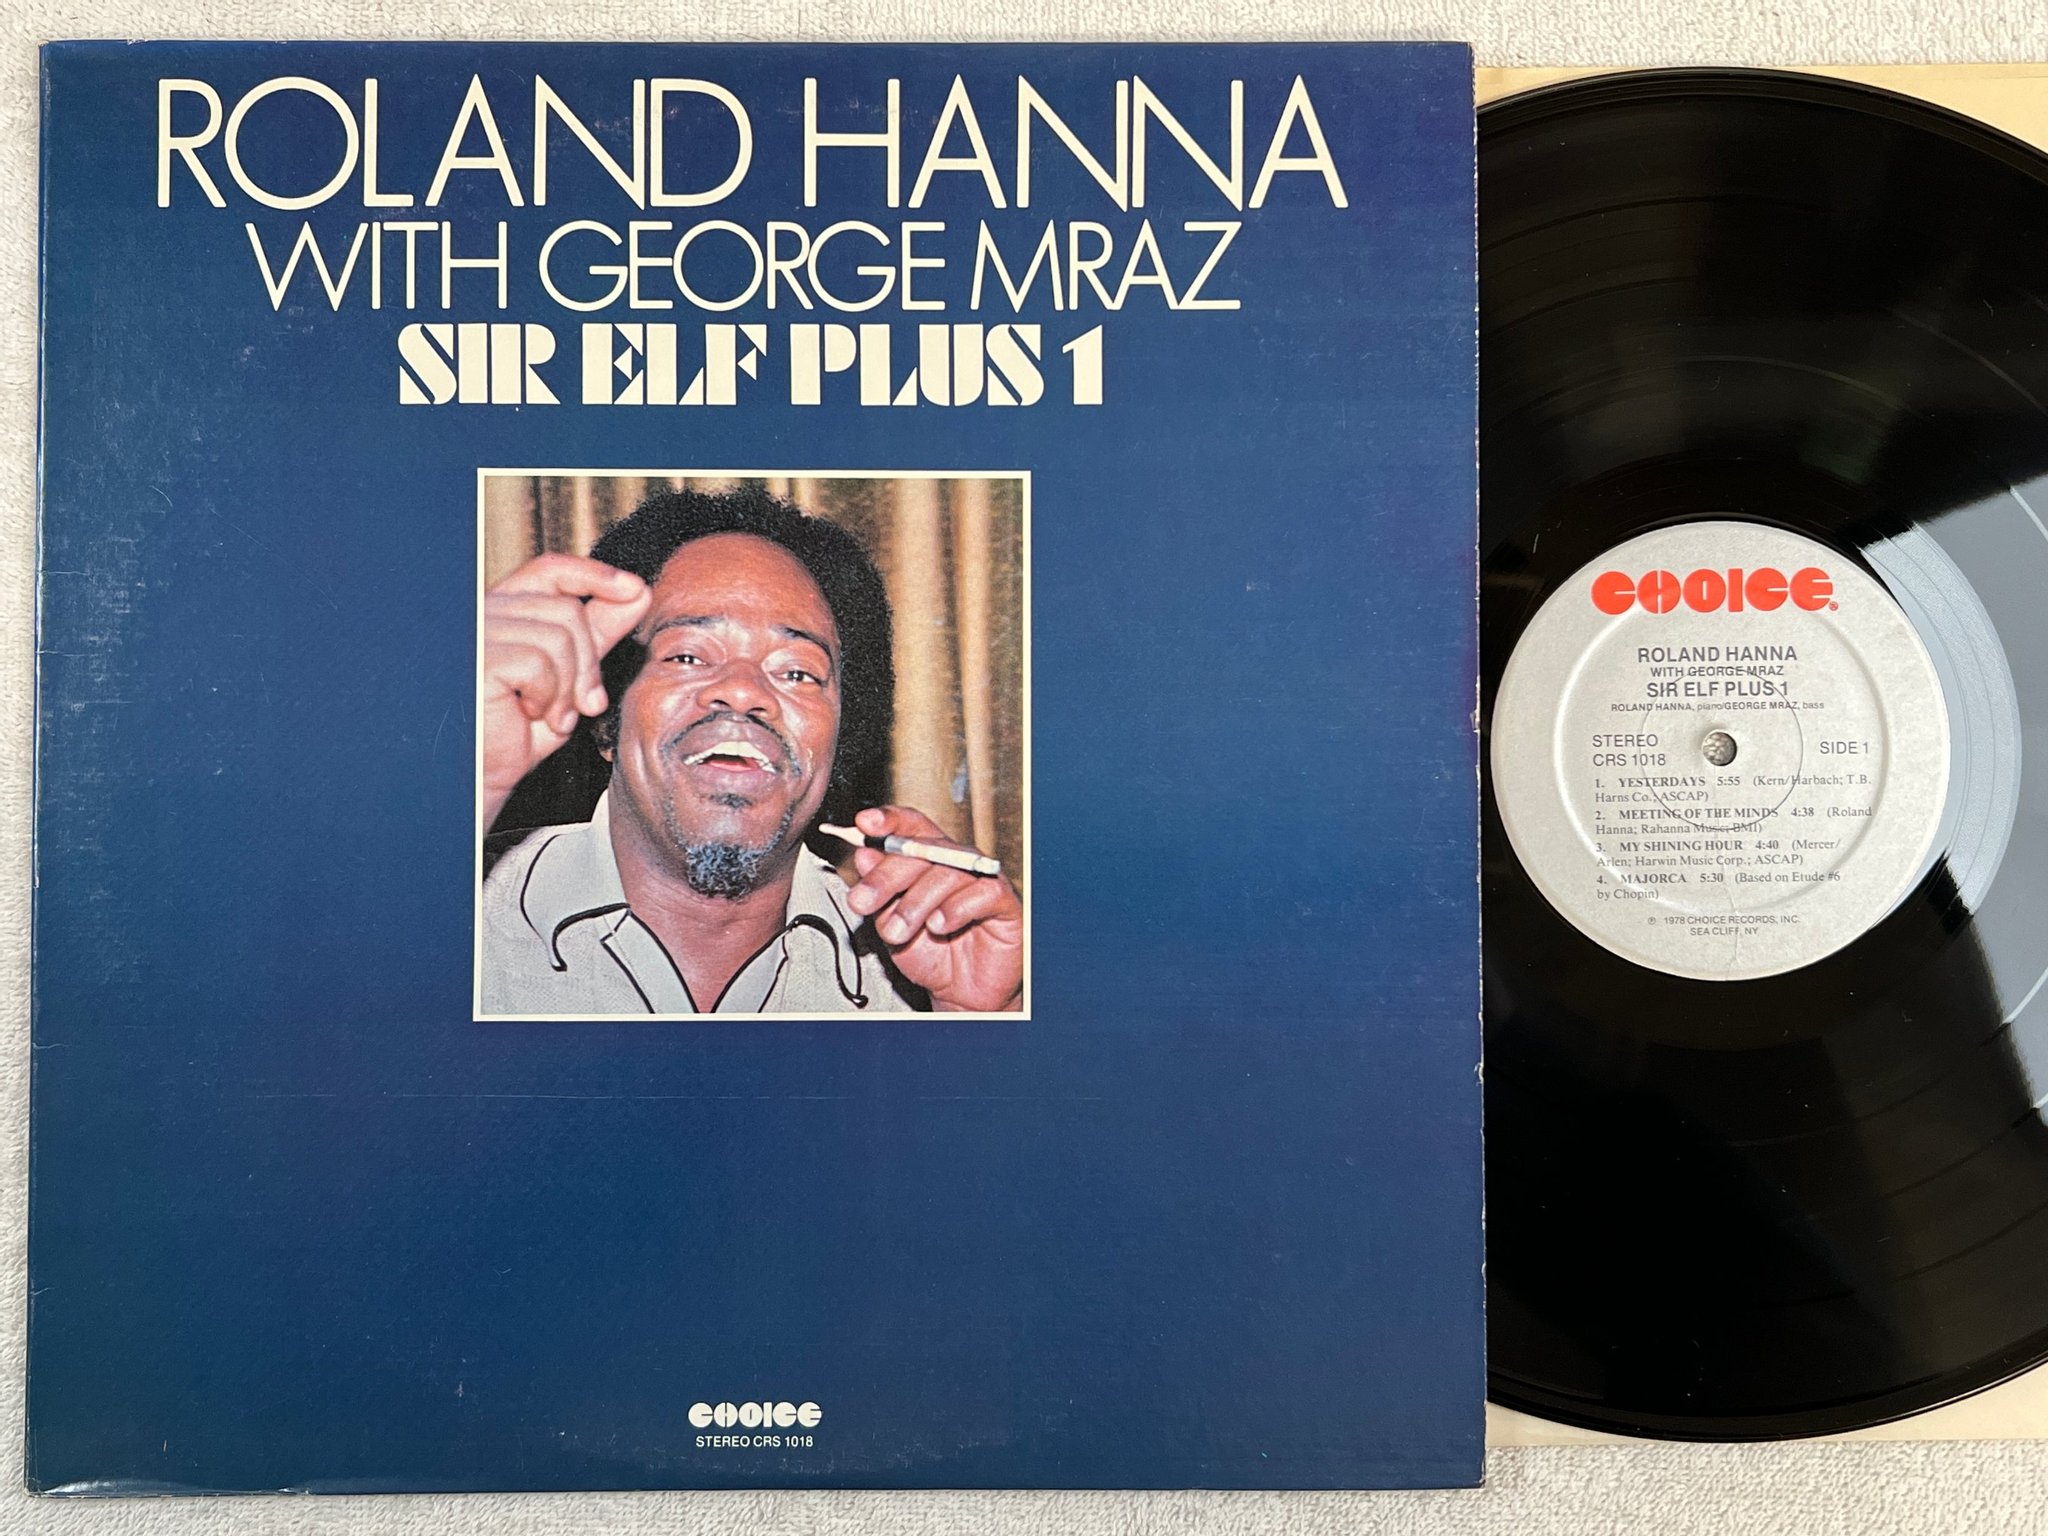 ROLAND HANNA
WITH GEORGE MRAZ
SIR ELF PLUS 1
CHOICE
STEREO CRS 1018
CHOICE®
ROLAND HANNA
WITH GEORGE MRAZ
SIR ELF PLUS 1
ROLAND HANNA, piano/GEORGE MRAZ, bass
STEREO
CRS 1018
SIDE 1
1. YESTERDAYS 5:55 (Kern/Harbach; T.B.
Harns Co.; ASCAP)
2. MEETING OF THE MINDS 4:38 (Roland
Hanna; Rahanna Music; BMI)
3. MY SHINING HOUR 4:40 (Mercer/
Arlen; Harwin Music Corp.; ASCAP)
4. MAJORCA 5:30 (Based on Etude #6
by Chopin)
℗ 1978 CHOICE RECORDS, INC.
SEA CLIFF, NY